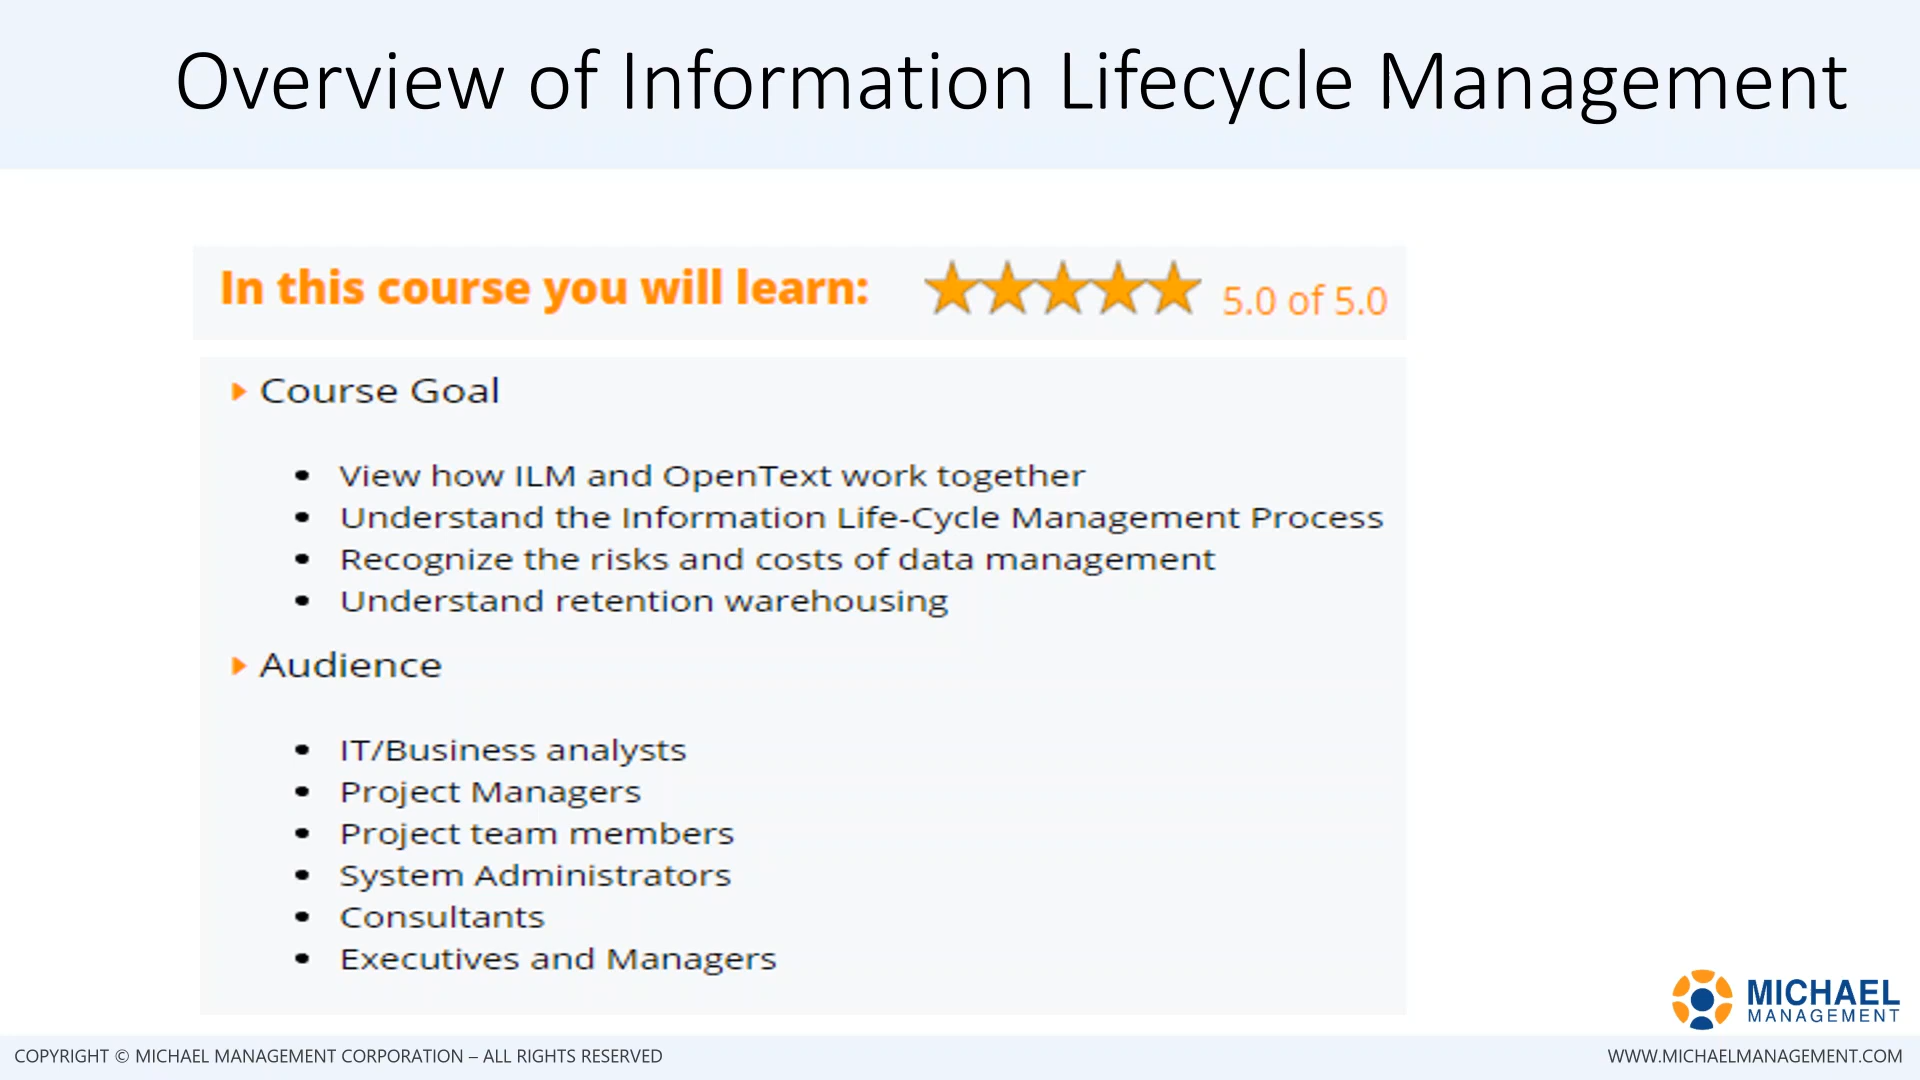 Overview of Information Lifecycle Management
In this course you will learn:
5.0 of 5.0
Course Goal
View how ILM and OpenText work together
Understand the Information Life-Cycle Management Process
Recognize the risks and costs of data management
Understand retention warehousing
Audience
IT/Business analysts
Project Managers
Project team members
System Administrators
Consultants
Executives and Managers
MICHAEL
MANAGEMENT
COPYRIGHT © MICHAEL MANAGEMENT CORPORATION – ALL RIGHTS RESERVED
WWW.MICHAELMANAGEMENT.COM